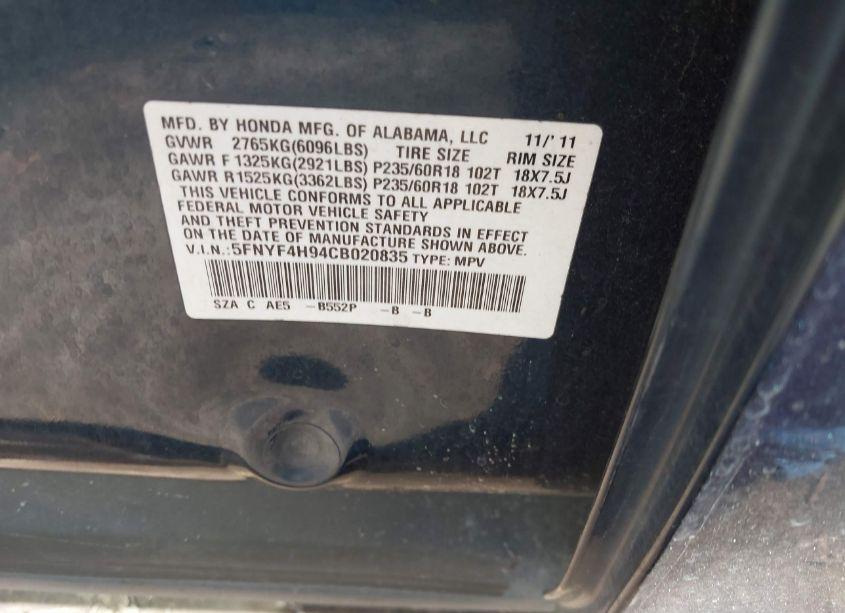 MFD. BY HONDA MFG. OF ALABAMA, LLC 11/' 11
GVWR 2765KG(6096LBS) TIRE SIZE RIM SIZE
GAWR F 1325KG(2921LBS) P235/60R18 102T 18X7.5J
GAWR R1525KG(3362LBS) P235/60R18 102T 18X7.5J
THIS VEHICLE CONFORMS TO ALL APPLICABLE
FEDERAL MOTOR VEHICLE SAFETY
AND THEFT PREVENTION STANDARDS IN EFFECT
ON THE DATE OF MANUFACTURE SHOWN ABOVE.
V.I.N.:5FNYF4H94CB020835 TYPE: MPV
SZA C AE5 -B552P -B -B